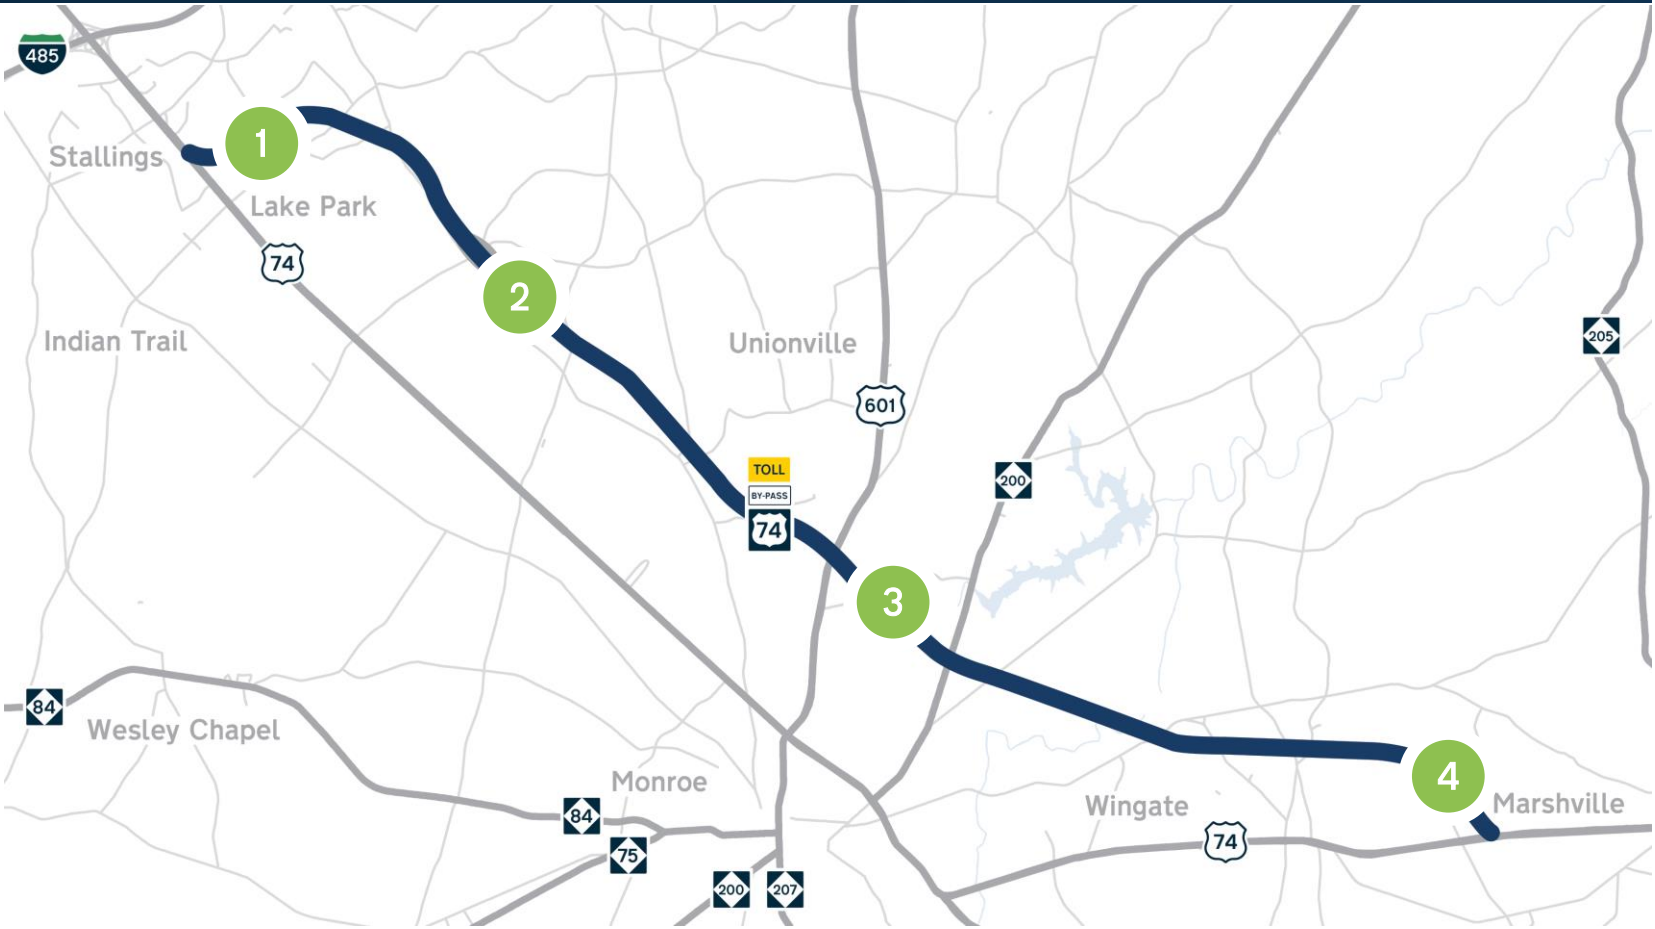 485
1
Stallings
Lake Park
74
2
Indian Trail
Unionville
205
601
TOLL
BY-PASS
74
200
3
84
Wesley Chapel
Monroe
4
Wingate
Marshville
84
74
75
200
207